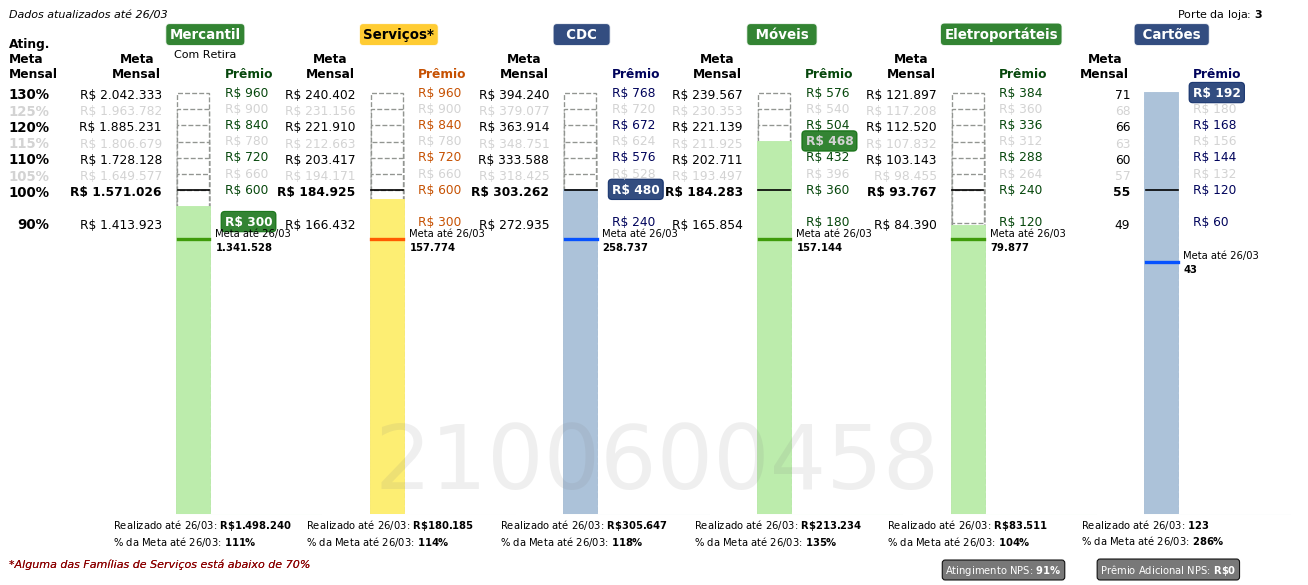 Dados atualizados até 26/03
Porte da loja: 3
Mercantil Serviços* CDC Móveis Eletroportáteis Cartões
Com Retira
Ating. Meta Mensal
Meta Mensal Prêmio Meta Mensal Prêmio Meta Mensal Prêmio Meta Mensal Prêmio Meta Mensal Prêmio Meta Mensal Prêmio
130% R$ 2.042.333 R$ 960 R$ 240.402 R$ 960 R$ 394.240 R$ 768 R$ 239.567 R$ 576 R$ 121.897 R$ 384 71 R$ 192
125% R$ 1.963.782 R$ 900 R$ 231.156 R$ 900 R$ 379.077 R$ 720 R$ 230.353 R$ 540 R$ 117.208 R$ 360 68 R$ 180
120% R$ 1.885.231 R$ 840 R$ 221.910 R$ 840 R$ 363.914 R$ 672 R$ 221.139 R$ 504 R$ 112.520 R$ 336 66 R$ 168
115% R$ 1.806.679 R$ 780 R$ 212.663 R$ 780 R$ 348.751 R$ 624 R$ 211.925 R$ 468 R$ 107.832 R$ 312 63 R$ 156
110% R$ 1.728.128 R$ 720 R$ 203.417 R$ 720 R$ 333.588 R$ 576 R$ 202.711 R$ 432 R$ 103.143 R$ 288 60 R$ 144
105% R$ 1.649.577 R$ 660 R$ 194.171 R$ 660 R$ 318.425 R$ 528 R$ 193.497 R$ 396 R$ 98.455 R$ 264 57 R$ 132
100% R$ 1.571.026 R$ 600 R$ 184.925 R$ 600 R$ 303.262 R$ 480 R$ 184.283 R$ 360 R$ 93.767 R$ 240 55 R$ 120
90% R$ 1.413.923 R$ 300 R$ 166.432 R$ 300 R$ 272.935 R$ 240 R$ 165.854 R$ 180 R$ 84.390 R$ 120 49 R$ 60
Meta até 26/03 Meta até 26/03 Meta até 26/03 Meta até 26/03 Meta até 26/03
1.341.528 157.774 258.737 157.144 79.877
Meta até 26/03
43
2100600458
Realizado até 26/03: R$1.498.240 Realizado até 26/03: R$180.185 Realizado até 26/03: R$305.647 Realizado até 26/03: R$213.234 Realizado até 26/03: R$83.511 Realizado até 26/03: 123
% da Meta até 26/03: 111% % da Meta até 26/03: 114% % da Meta até 26/03: 118% % da Meta até 26/03: 135% % da Meta até 26/03: 104% % da Meta até 26/03: 286%
*Alguma das Famílias de Serviços está abaixo de 70%
Atingimento NPS: 91% Prêmio Adicional NPS: R$0